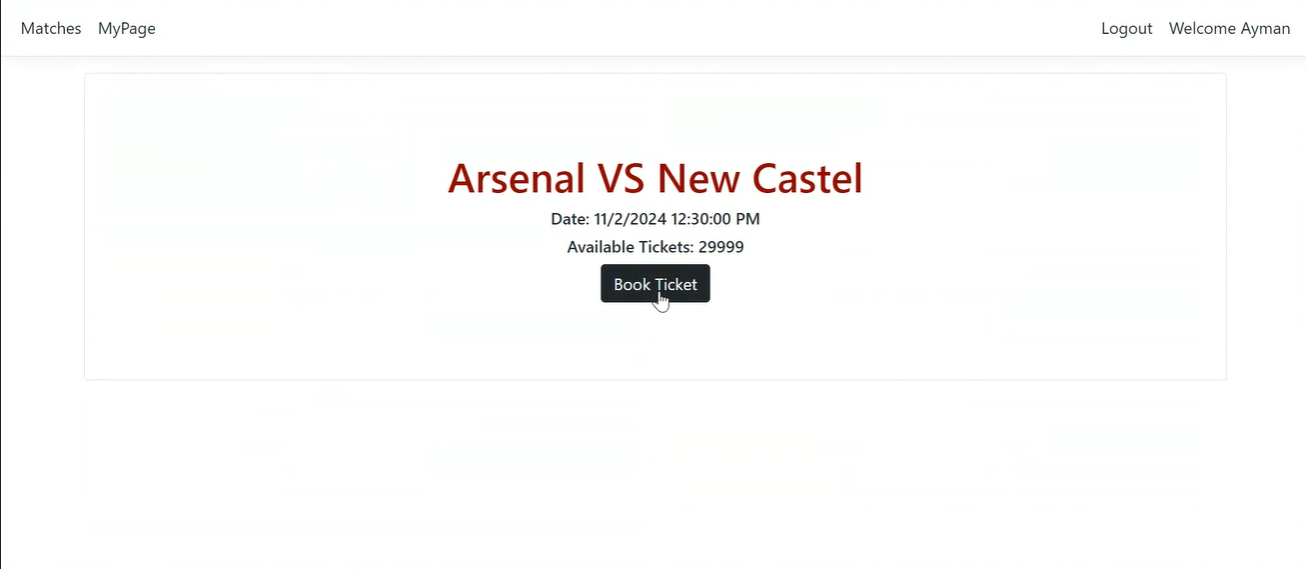 Matches MyPage Logout Welcome Ayman
Arsenal VS New Castel
Date: 11/2/2024 12:30:00 PM
Available Tickets: 29999
Book Ticket